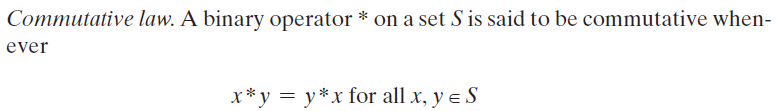 Commutative law. A binary operator * on a set S is said to be commutative when-
ever
x * y = y * x for all x, y ∈ S